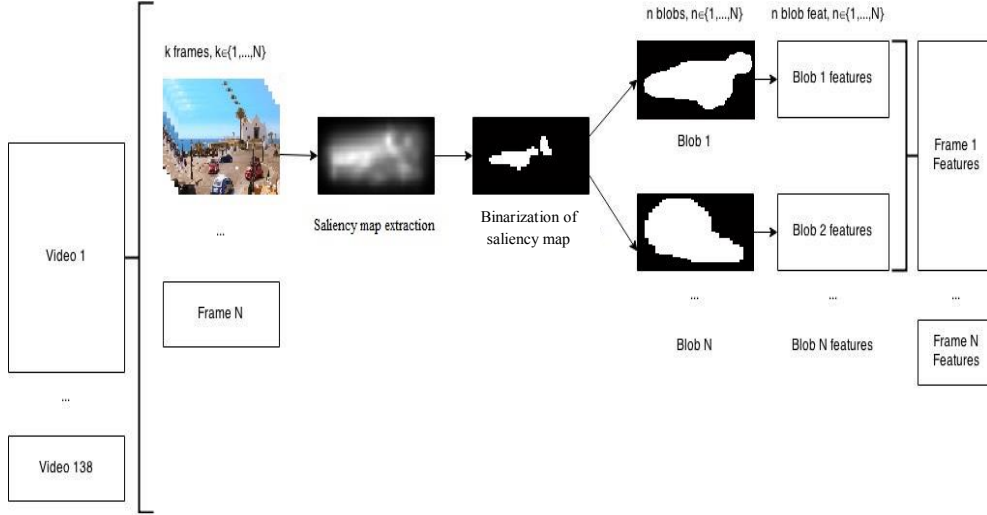 n blobs, n∈{1,...,N}
n blob feat, n∈{1,...,N}
k frames, k∈{1,...,N}
Blob 1 features
Blob 1
Frame 1
Features
Saliency map extraction
Binarization of
saliency map
...
Video 1
Blob 2 features
Frame N
...
...
...
Blob N
Blob N features
Frame N
Features
...
Video 138